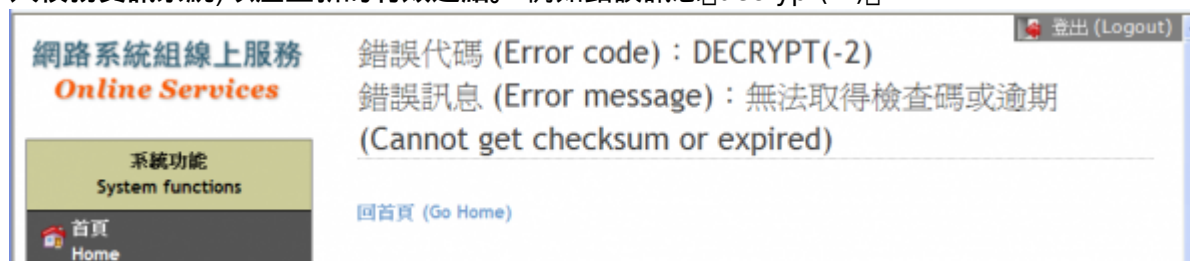 登出 (Logout)
網路系統組線上服務
Online Services
錯誤代碼 (Error code)：DECRYPT(-2)
錯誤訊息 (Error message)：無法取得檢查碼或逾期
(Cannot get checksum or expired)
系統功能
System functions
回首頁 (Go Home)
首頁
Home